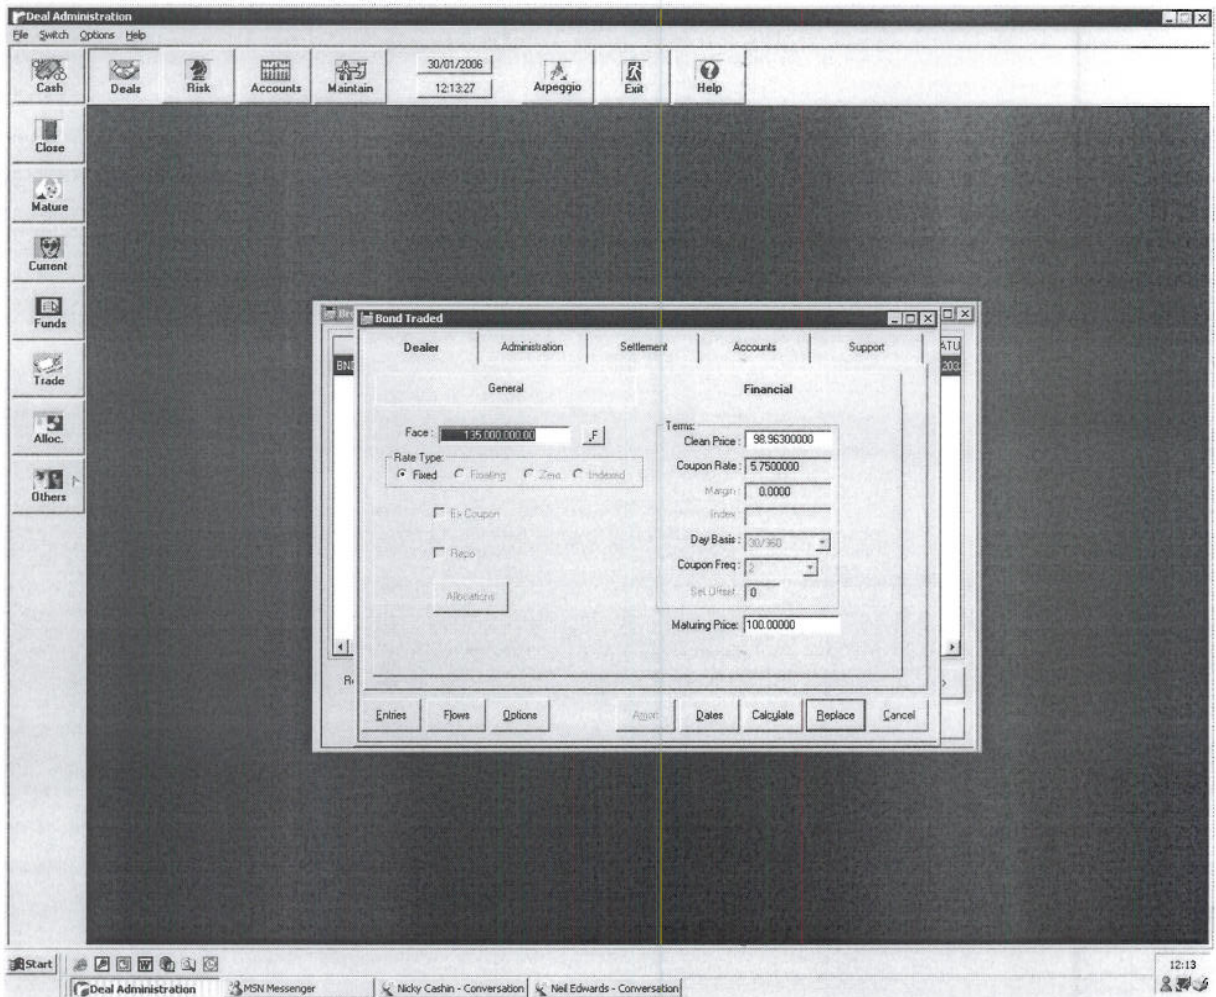 Deal Administration
File Switch Options Help
Cash
Deals
Risk
Accounts
Maintain
30/01/2006
12:13:27
Arpeggio
Exit
Help
Close
Mature
Current
Funds
Trade
Alloc.
Others
Bond Traded
Dealer Administration Settlement Accounts Support
ATU
BND
203
General
Financial
Face : 135,000,000.00 .F
Rate Type:
Fixed Floating Zero Indexed
Ex Coupon
Repo
Allocations
Terms:
Clean Price : 98.96300000
Coupon Rate : 5.7500000
Margin : 0.0000
Index :
Day Basis : 30/360
Coupon Freq : 2
Set Offset 0
Maturing Price: 100.00000
Entries Flows Options Amort Dates Calculate Replace Cancel
Start
12:13
Deal Administration MSN Messenger Nicky Cashin - Conversation Neil Edwards - Conversation